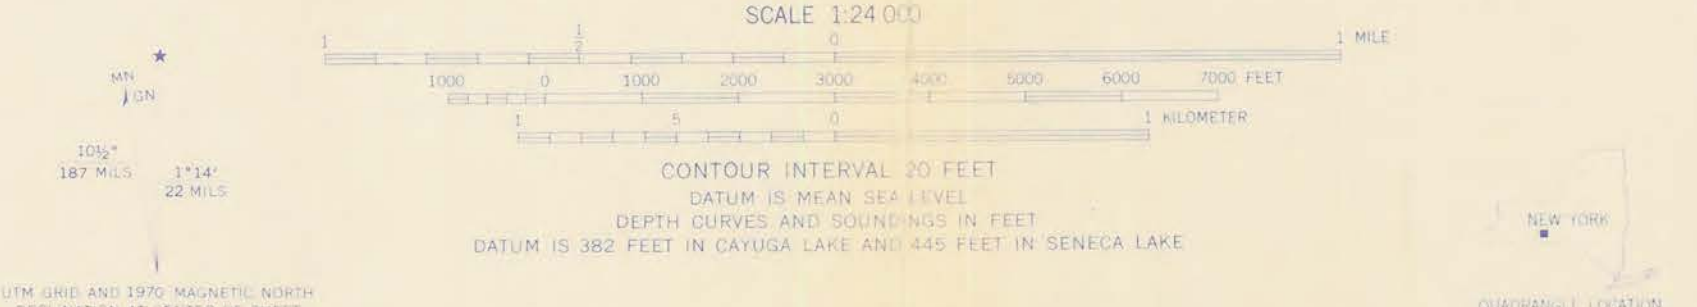 SCALE 1:24 000
1 1/2 0 1 MILE
1000 0 1000 2000 3000 4000 5000 6000 7000 FEET
1 5 0 1 KILOMETER
CONTOUR INTERVAL 20 FEET
DATUM IS MEAN SEA LEVEL
DEPTH CURVES AND SOUNDINGS IN FEET
DATUM IS 382 FEET IN CAYUGA LAKE AND 445 FEET IN SENECA LAKE
MN
GN
10½°
187 MILS
1°14'
22 MILS
UTM GRID AND 1970 MAGNETIC NORTH
NEW YORK
QUADRANGLE LOCATION